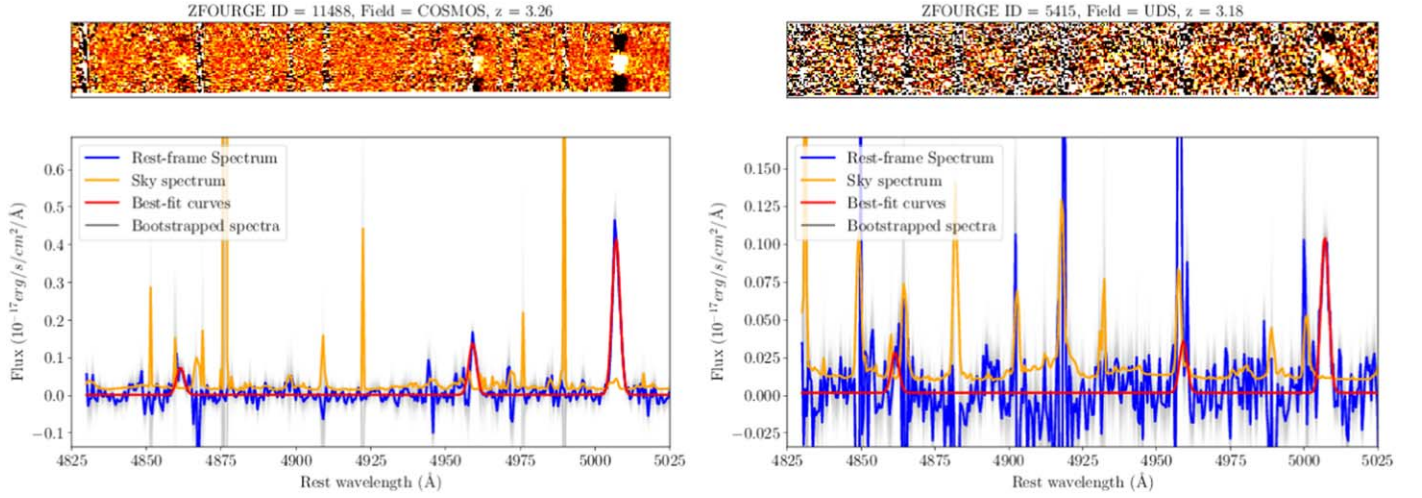 ZFOURGE ID = 11488, Field = COSMOS, z = 3.26
Rest-frame Spectrum
Sky spectrum
Best-fit curves
Bootstrapped spectra
Flux (10⁻¹⁷erg/s/cm²/Å)
0.6
0.5
0.4
0.3
0.2
0.1
0.0
−0.1
4825 4850 4875 4900 4925 4950 4975 5000 5025
Rest wavelength (Å)
ZFOURGE ID = 5415, Field = UDS, z = 3.18
Rest-frame Spectrum
Sky spectrum
Best-fit curves
Bootstrapped spectra
Flux (10⁻¹⁷erg/s/cm²/Å)
0.150
0.125
0.100
0.075
0.050
0.025
0.000
−0.025
4825 4850 4875 4900 4925 4950 4975 5000 5025
Rest wavelength (Å)